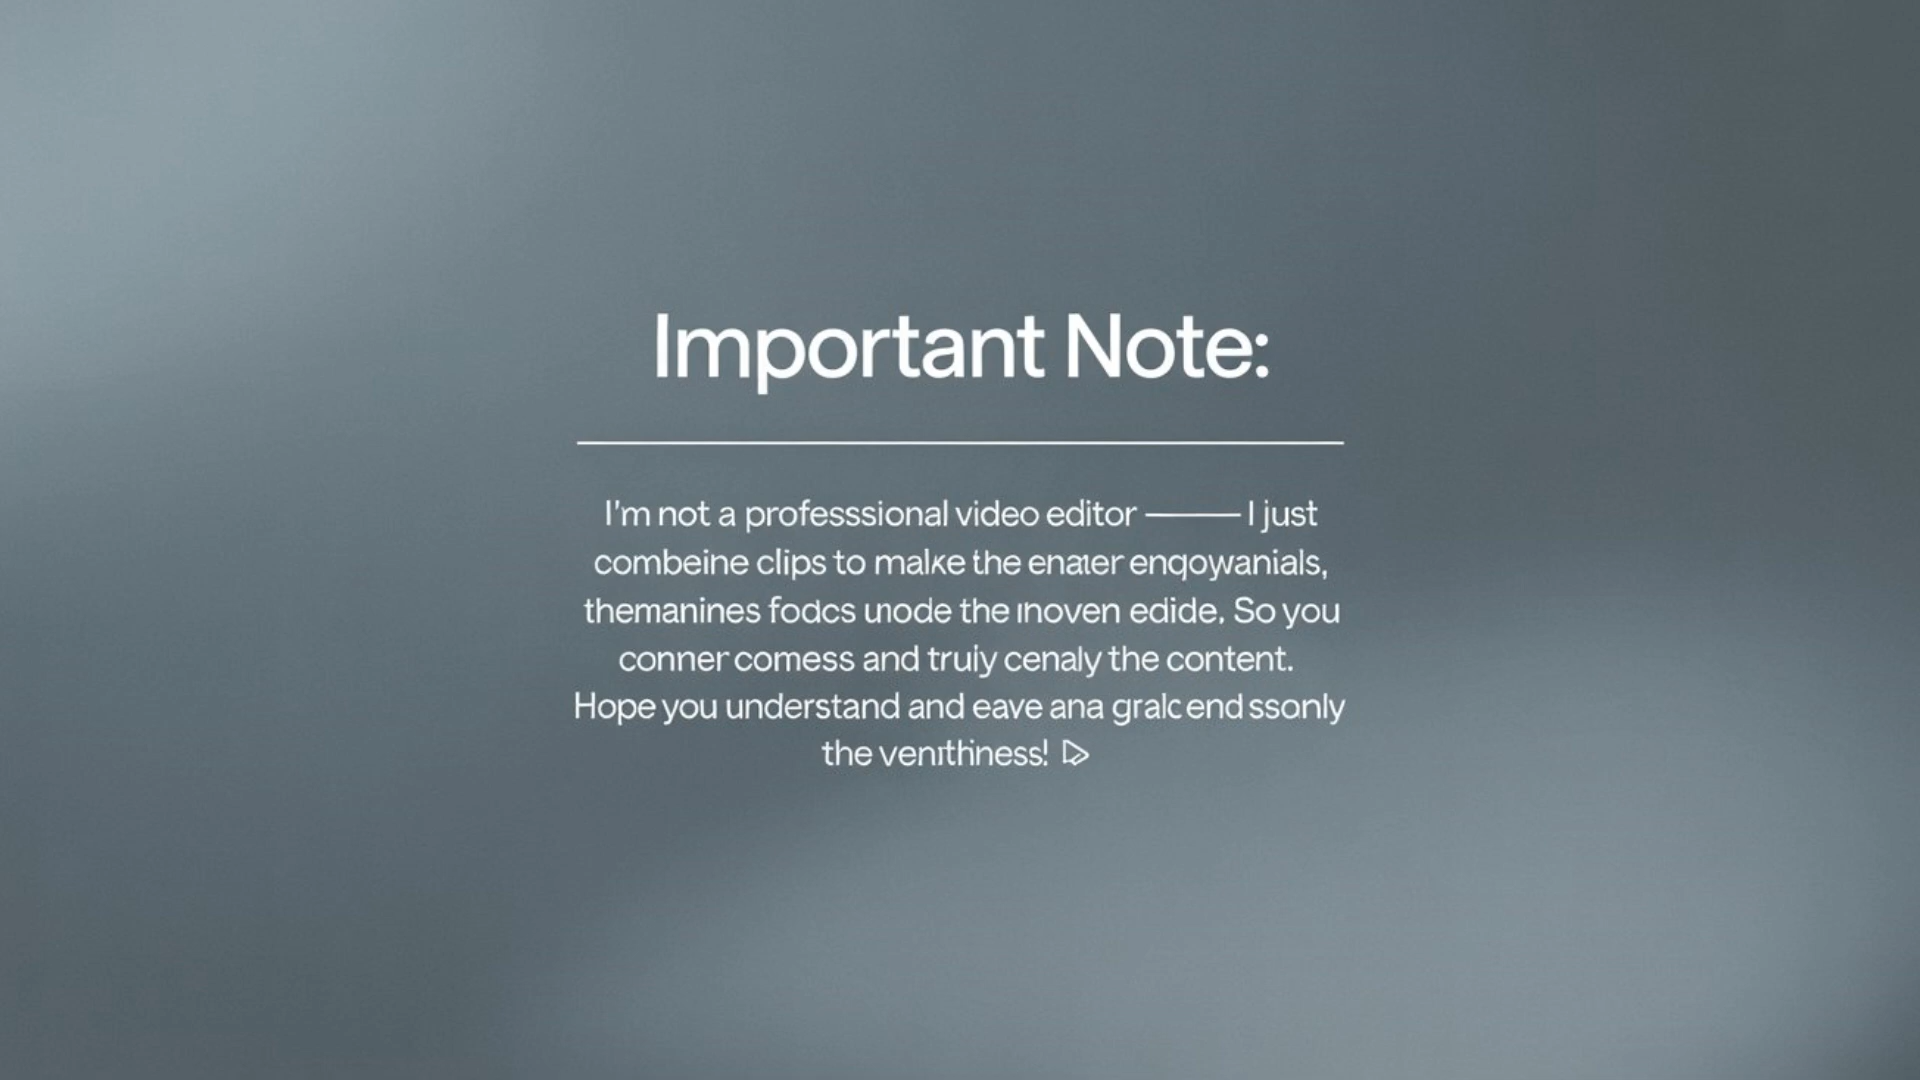 Important Note:
I'm not a professsional video editor —— I just
combeine clips to malke the enater enqowanials,
themanines fodcs uode the inoven edide. So you
conner comess and truiy cenaly the content.
Hope you understand and eave ana gralc end ssonly
the venithiness!